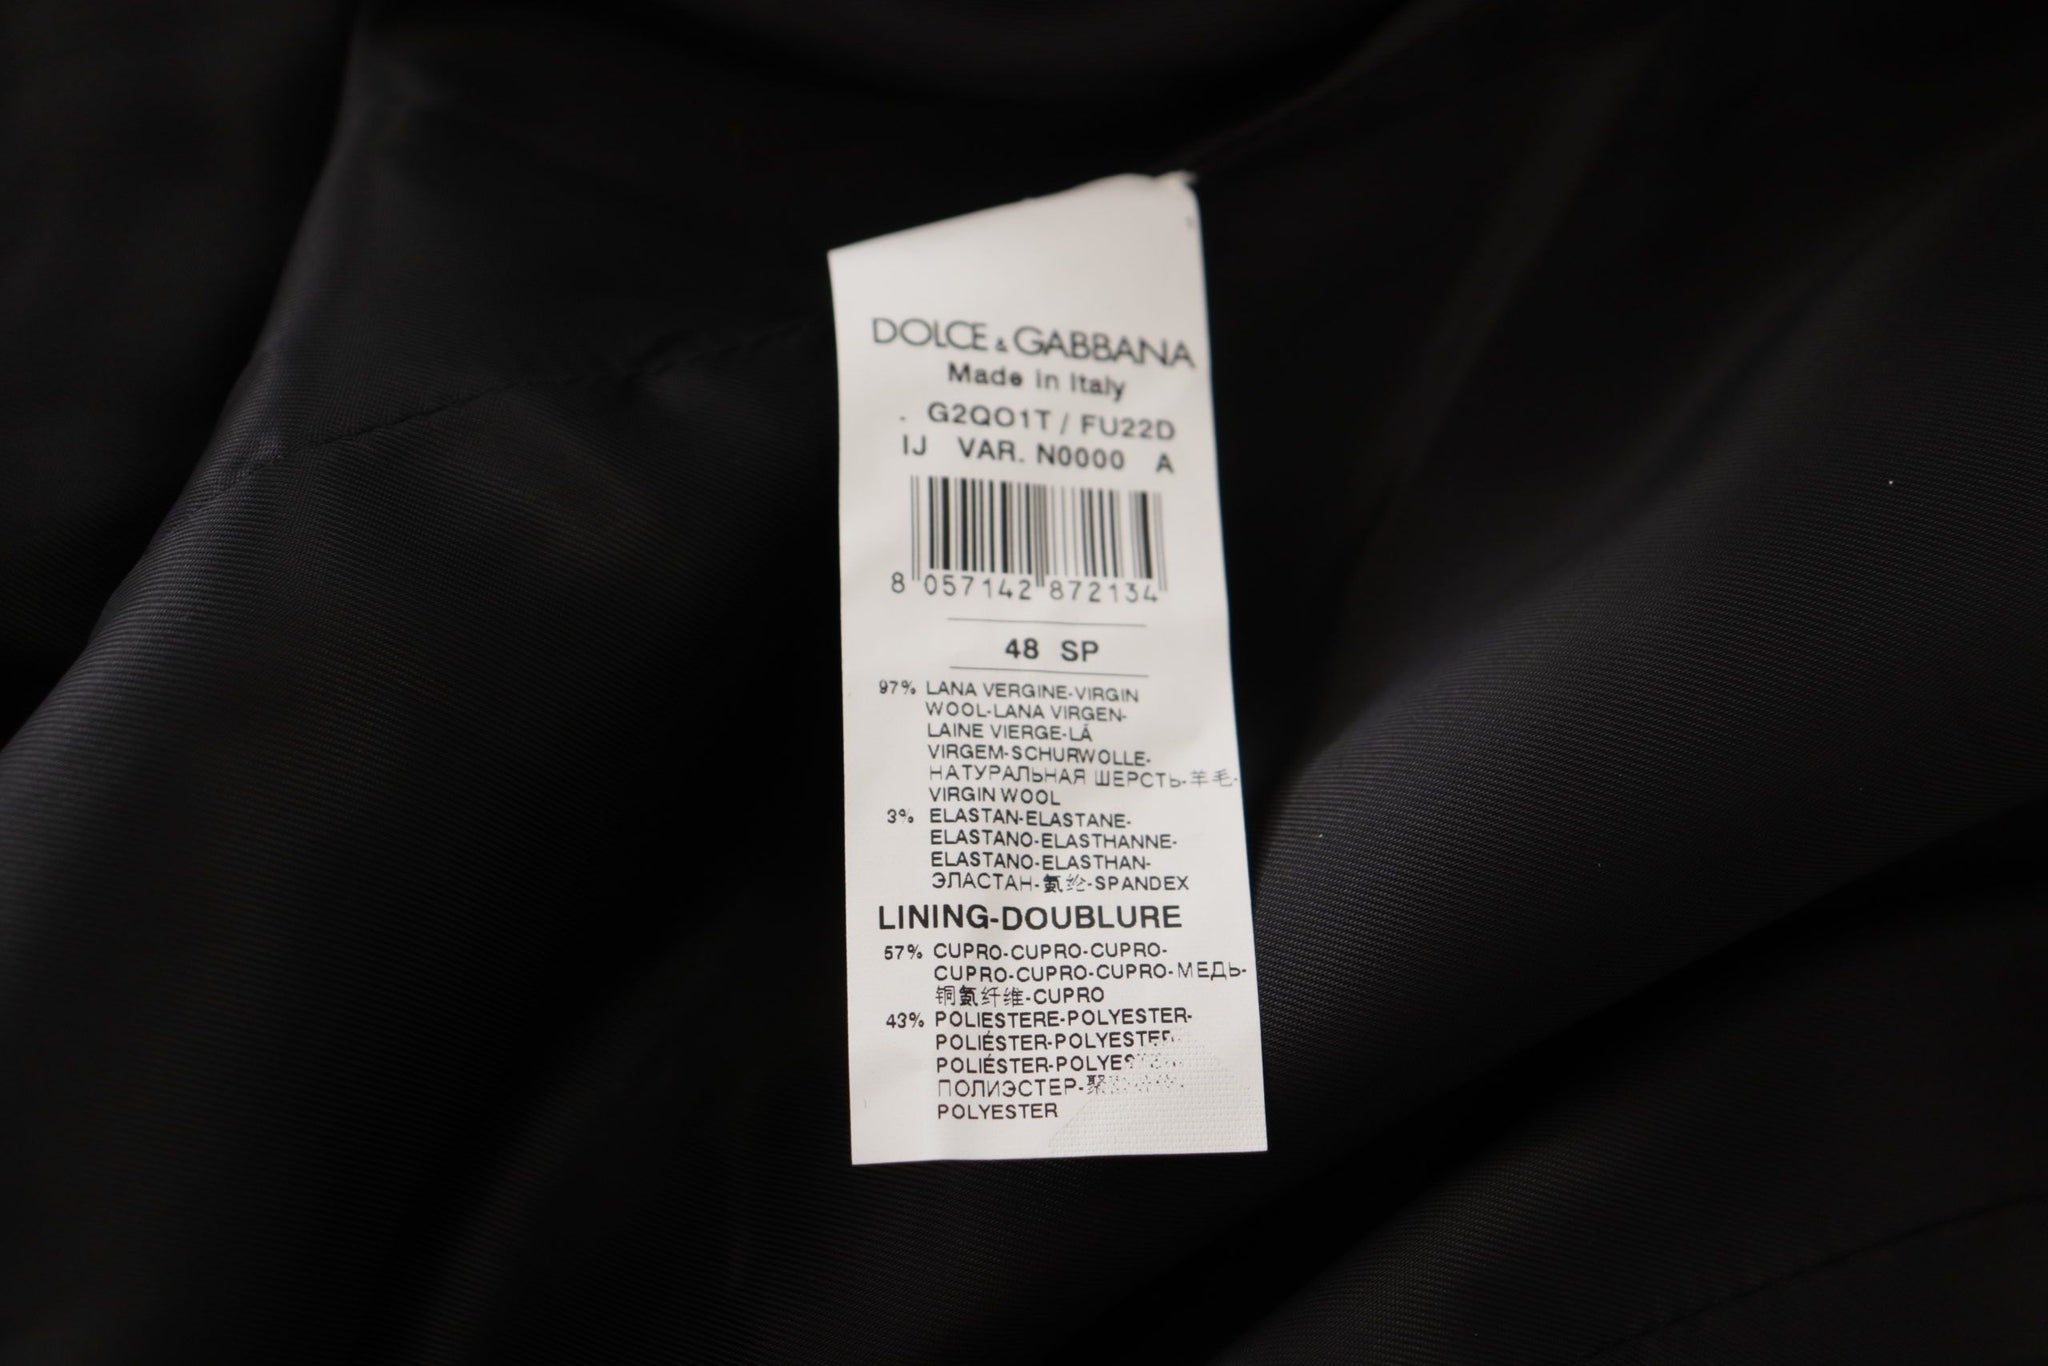 DOLCE & GABBANA
Made in Italy
. G2QO1T / FU22D
IJ VAR. N0000 A
8 057142 872134
48 SP
97% LANA VERGINE-VIRGIN
WOOL-LANA VIRGEN-
LAINE VIERGE-LÃ
VIRGEM-SCHURWOLLE-
НАТУРАЛЬНАЯ ШЕРСТЬ-羊毛-
VIRGIN WOOL
3% ELASTAN-ELASTANE-
ELASTANO-ELASTHANNE-
ELASTANO-ELASTHAN-
ЭЛАСТАН-氨纶-SPANDEX
LINING-DOUBLURE
57% CUPRO-CUPRO-CUPRO-
CUPRO-CUPRO-CUPRO-МЕДЬ-
铜氨纤维-CUPRO
43% POLIESTERE-POLYESTER-
POLIÉSTER-POLYESTER
POLIÉSTER-
ПОЛИЭСТЕР-
POLYESTER